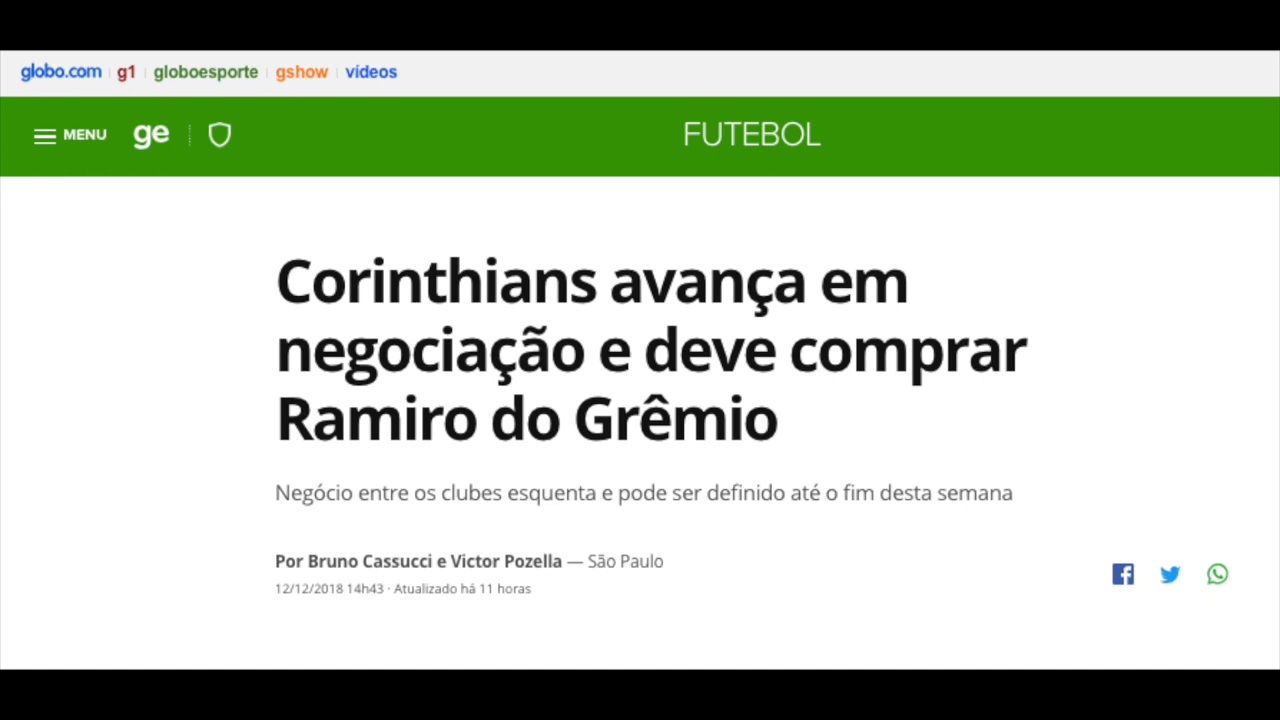 globo.com g1 globoesporte gshow vídeos
MENU ge FUTEBOL
Corinthians avança em
negociação e deve comprar
Ramiro do Grêmio
Negócio entre os clubes esquenta e pode ser definido até o fim desta semana
Por Bruno Cassucci e Victor Pozella — São Paulo
12/12/2018 14h43 · Atualizado há 11 horas